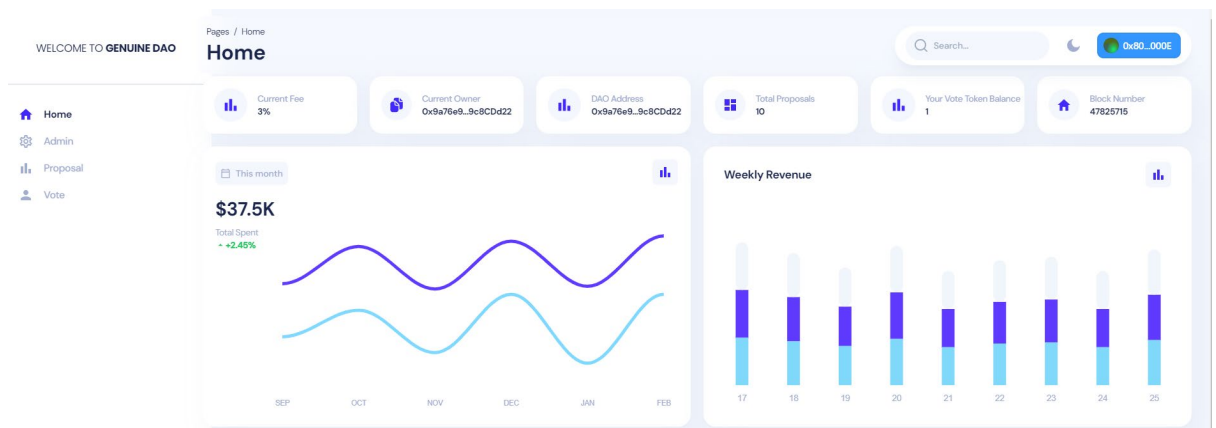 WELCOME TO GENUINE DAO
Home
Admin
Proposal
Vote
Pages / Home
Home
Search...
0x80...000E
Current Fee
3%
Current Owner
0x9a76e9...9c8CDd22
DAO Address
0x9a76e9...9c8CDd22
Total Proposals
10
Your Vote Token Balance
1
Block Number
47825715
This month
$37.5K
Total Spent
+2.45%
SEP OCT NOV DEC JAN FEB
Weekly Revenue
17 18 19 20 21 22 23 24 25